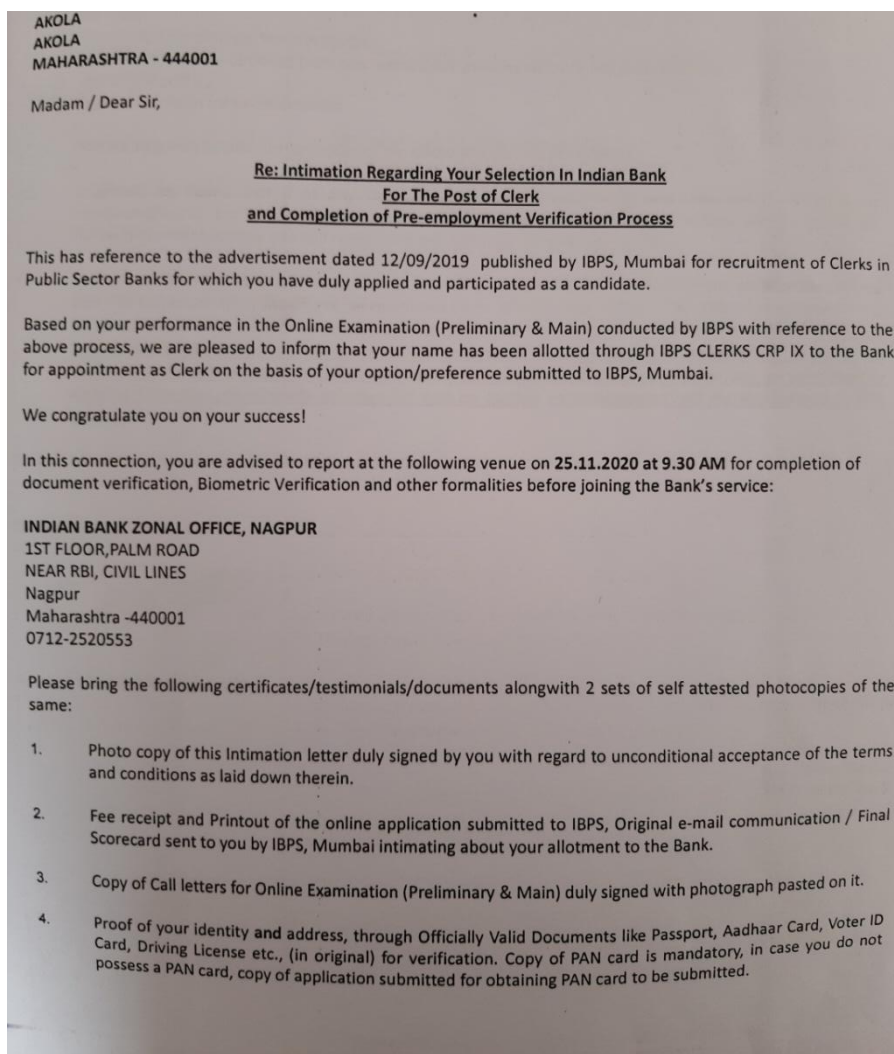 AKOLA
AKOLA
MAHARASHTRA - 444001
Madam / Dear Sir,
Re: Intimation Regarding Your Selection In Indian Bank
For The Post of Clerk
and Completion of Pre-employment Verification Process
This has reference to the advertisement dated 12/09/2019 published by IBPS, Mumbai for recruitment of Clerks in
Public Sector Banks for which you have duly applied and participated as a candidate.
Based on your performance in the Online Examination (Preliminary & Main) conducted by IBPS with reference to the
above process, we are pleased to inform that your name has been allotted through IBPS CLERKS CRP IX to the Bank
for appointment as Clerk on the basis of your option/preference submitted to IBPS, Mumbai.
We congratulate you on your success!
In this connection, you are advised to report at the following venue on 25.11.2020 at 9.30 AM for completion of
document verification, Biometric Verification and other formalities before joining the Bank's service:
INDIAN BANK ZONAL OFFICE, NAGPUR
1ST FLOOR,PALM ROAD
NEAR RBI, CIVIL LINES
Nagpur
Maharashtra -440001
0712-2520553
Please bring the following certificates/testimonials/documents alongwith 2 sets of self attested photocopies of the
same:
1. Photo copy of this Intimation letter duly signed by you with regard to unconditional acceptance of the terms
and conditions as laid down therein.
2. Fee receipt and Printout of the online application submitted to IBPS, Original e-mail communication / Final
Scorecard sent to you by IBPS, Mumbai intimating about your allotment to the Bank.
3. Copy of Call letters for Online Examination (Preliminary & Main) duly signed with photograph pasted on it.
4. Proof of your identity and address, through Officially Valid Documents like Passport, Aadhaar Card, Voter ID
Card, Driving License etc., (in original) for verification. Copy of PAN card is mandatory, in case you do not
possess a PAN card, copy of application submitted for obtaining PAN card to be submitted.